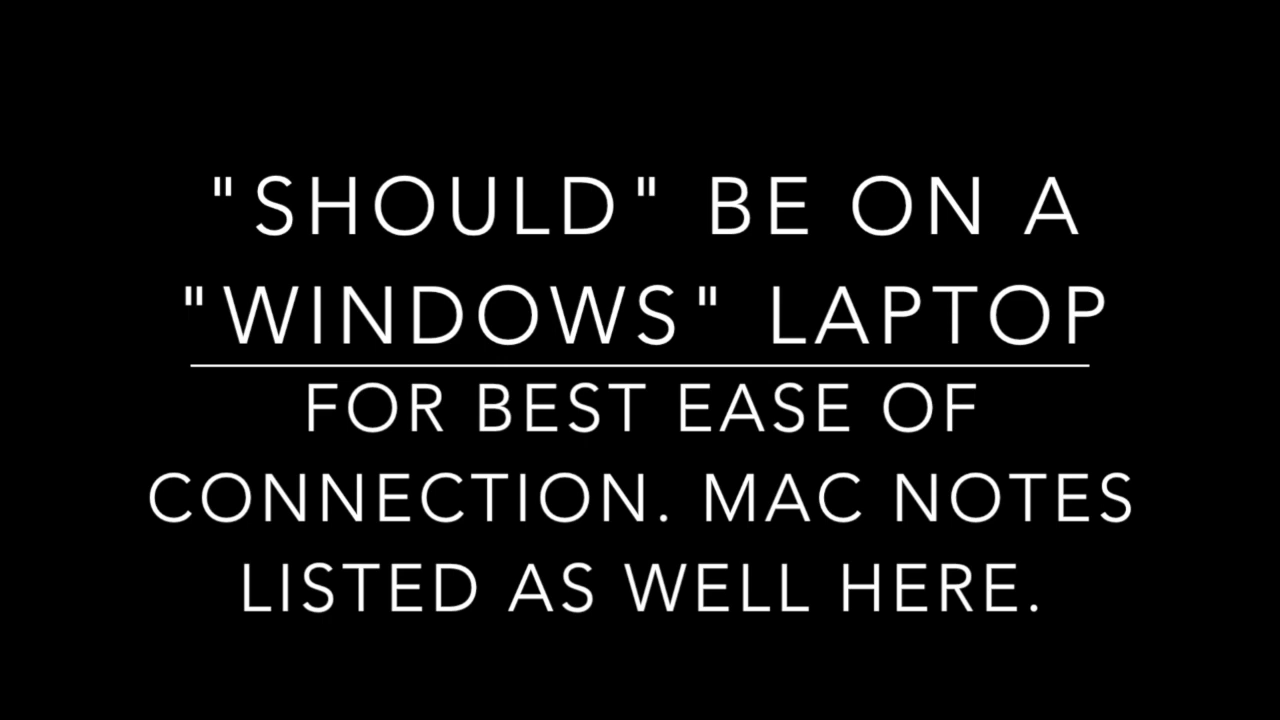 "SHOULD" BE ON A
"WINDOWS" LAPTOP
FOR BEST EASE OF
CONNECTION. MAC NOTES
LISTED AS WELL HERE.